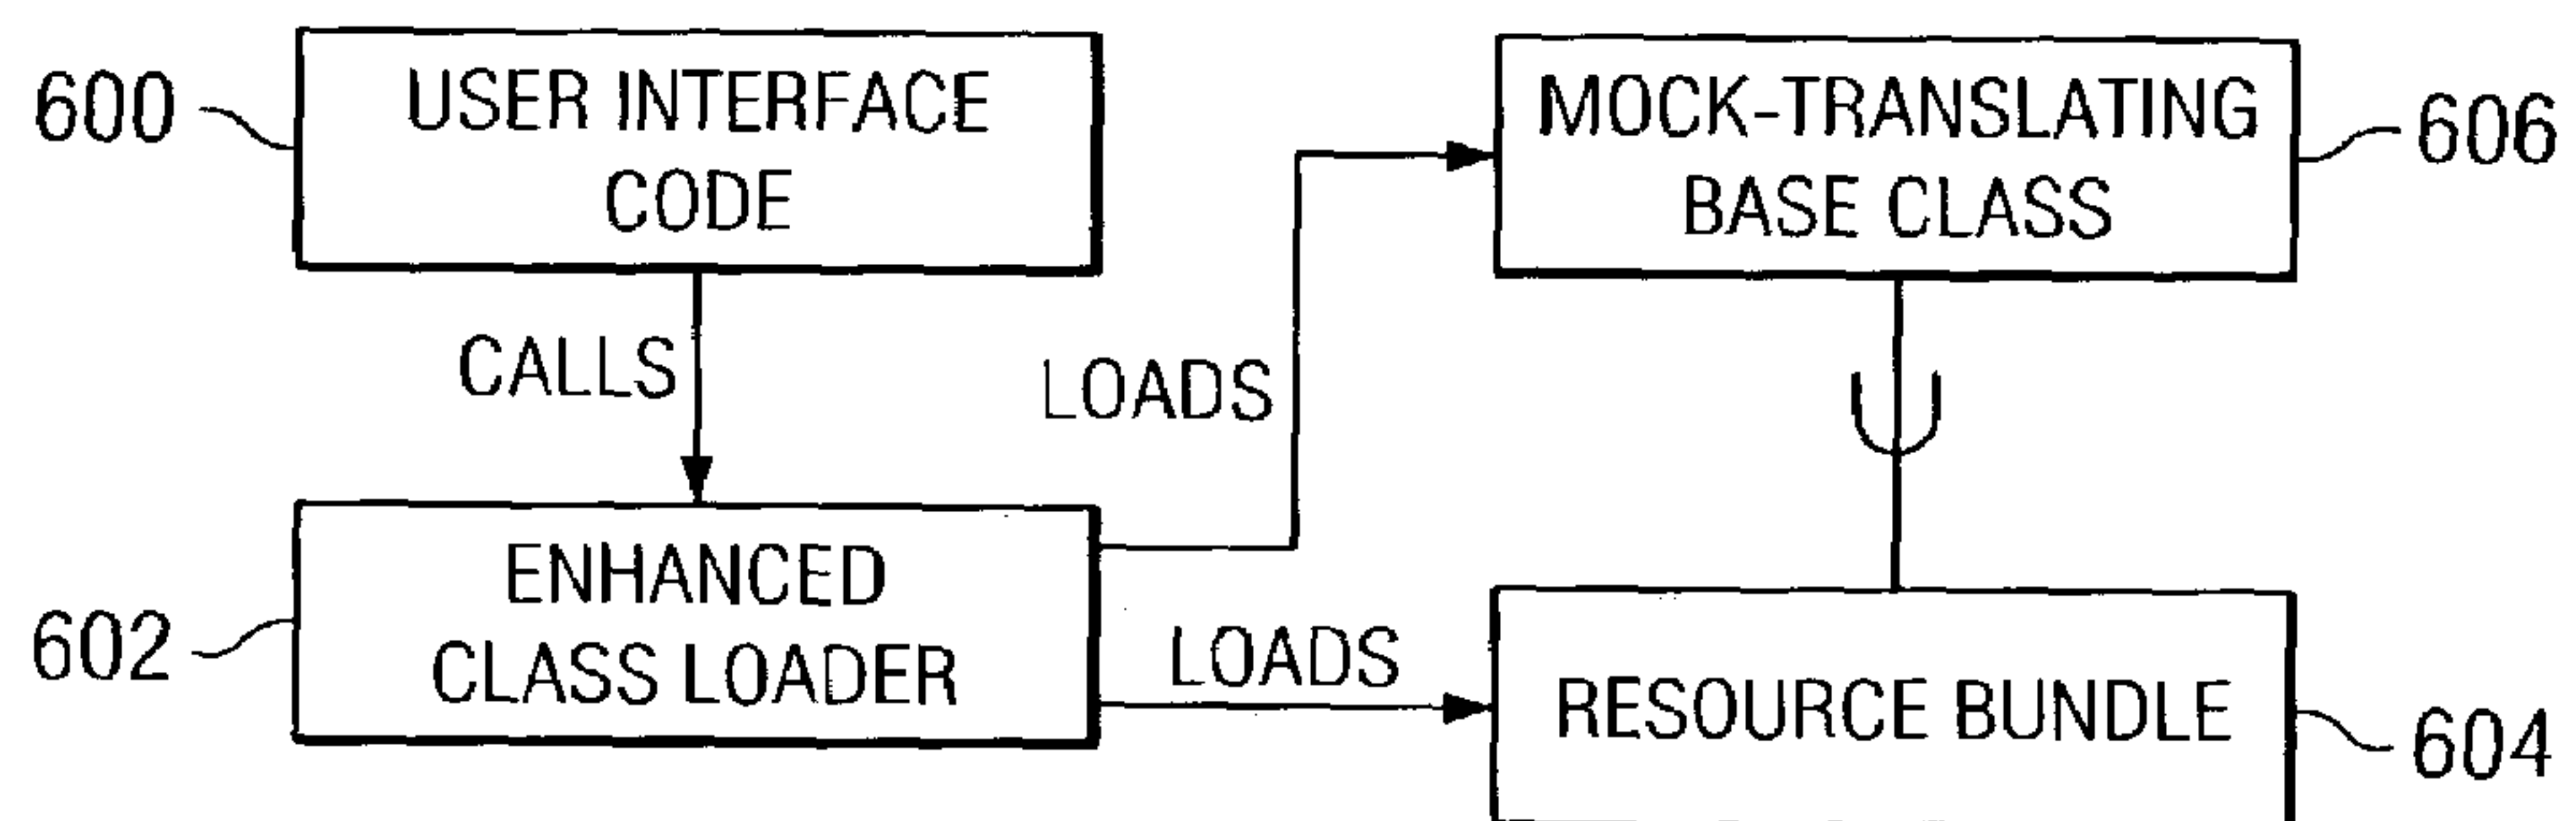 600
USER INTERFACE
CODE
MOCK-TRANSLATING
BASE CLASS
606
CALLS
LOADS
602
ENHANCED
CLASS LOADER
LOADS
RESOURCE BUNDLE
604